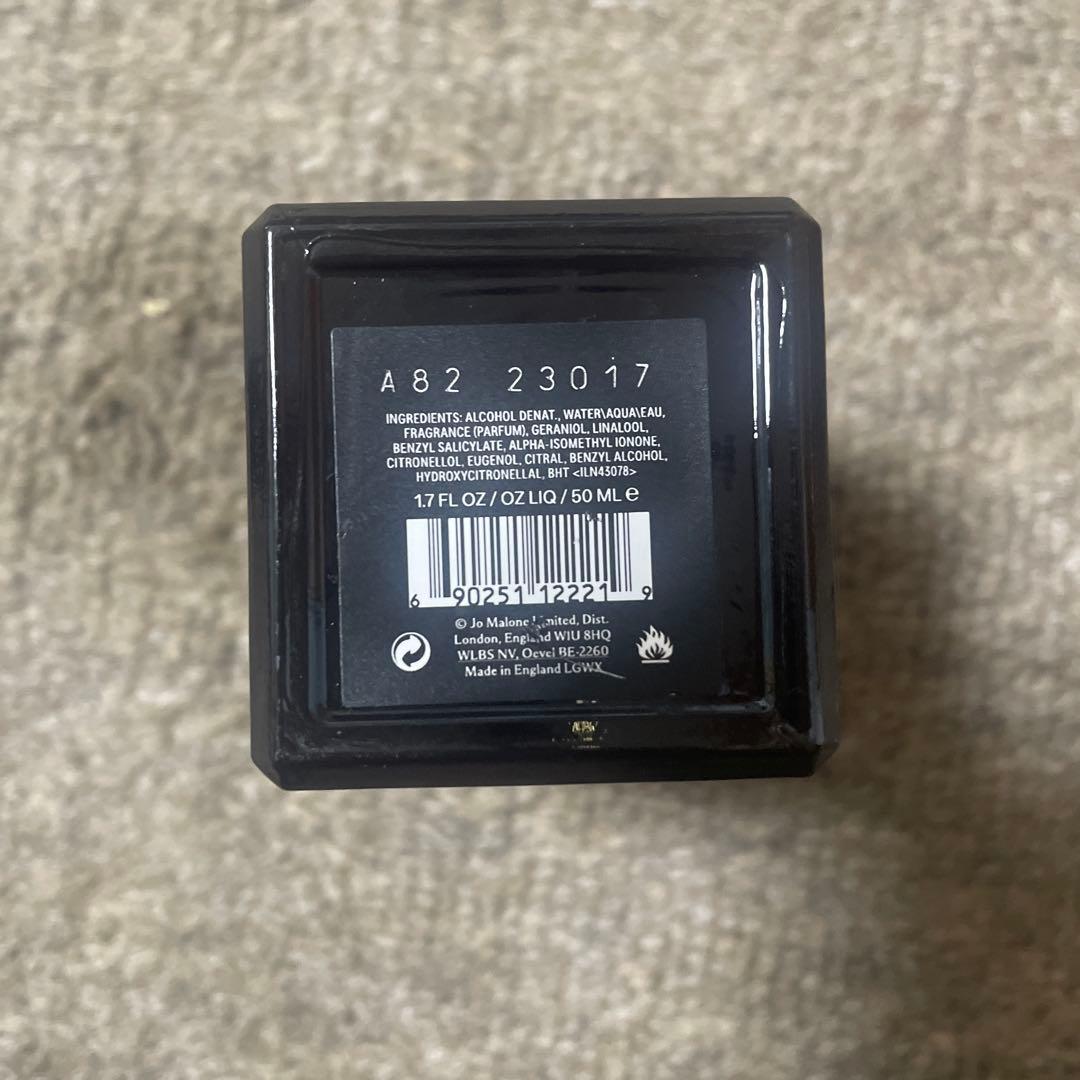 A82 23017
INGREDIENTS: ALCOHOL DENAT., WATER\AQUA\EAU,
FRAGRANCE (PARFUM), GERANIOL, LINALOOL,
BENZYL SALICYLATE, ALPHA-ISOMETHYL IONONE,
CITRONELLOL, EUGENOL, CITRAL, BENZYL ALCOHOL,
HYDROXYCITRONELLAL, BHT <ILN43078>
1.7 FL OZ / OZ LIQ / 50 ML ℮
6 90251 12221 9
© Jo Malone Limited, Dist.
London, England W1U 8HQ
WLBS NV, Oevel BE-2260
Made in England LGWX